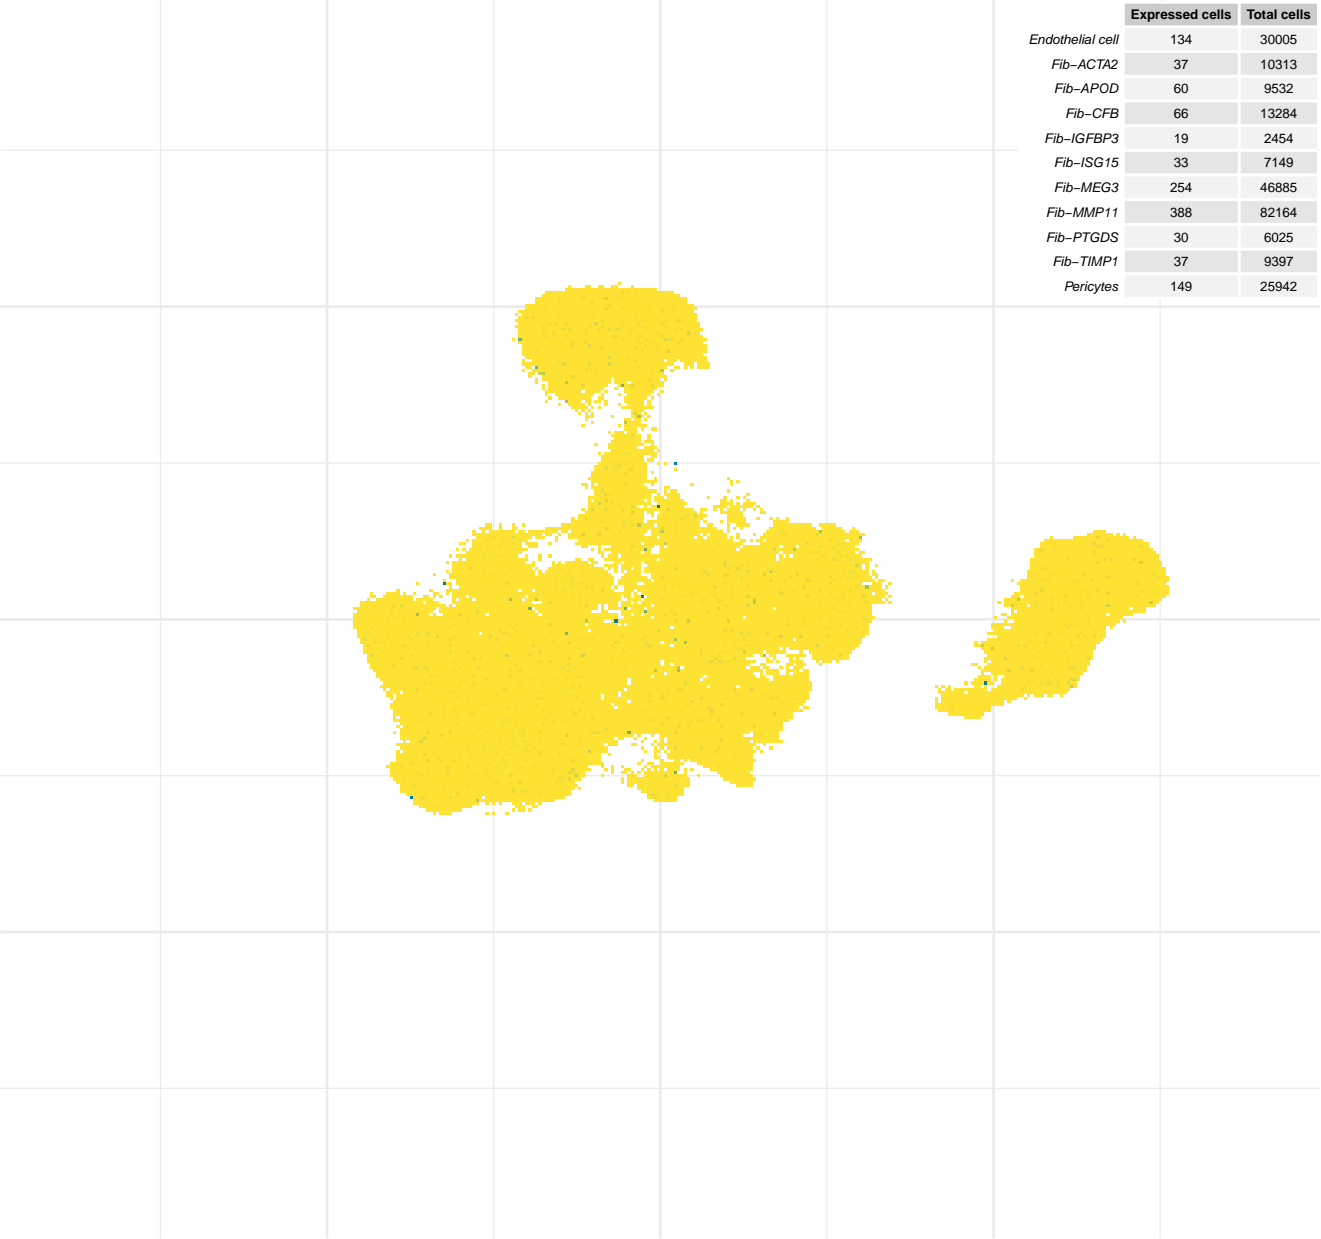 Expressed cells Total cells
Endothelial cell 134 30005
Fib−ACTA2 37 10313
Fib−APOD 60 9532
Fib−CFB 66 13284
Fib−IGFBP3 19 2454
Fib−ISG15 33 7149
Fib−MEG3 254 46885
Fib−MMP11 388 82164
Fib−PTGDS 30 6025
Fib−TIMP1 37 9397
Pericytes 149 25942